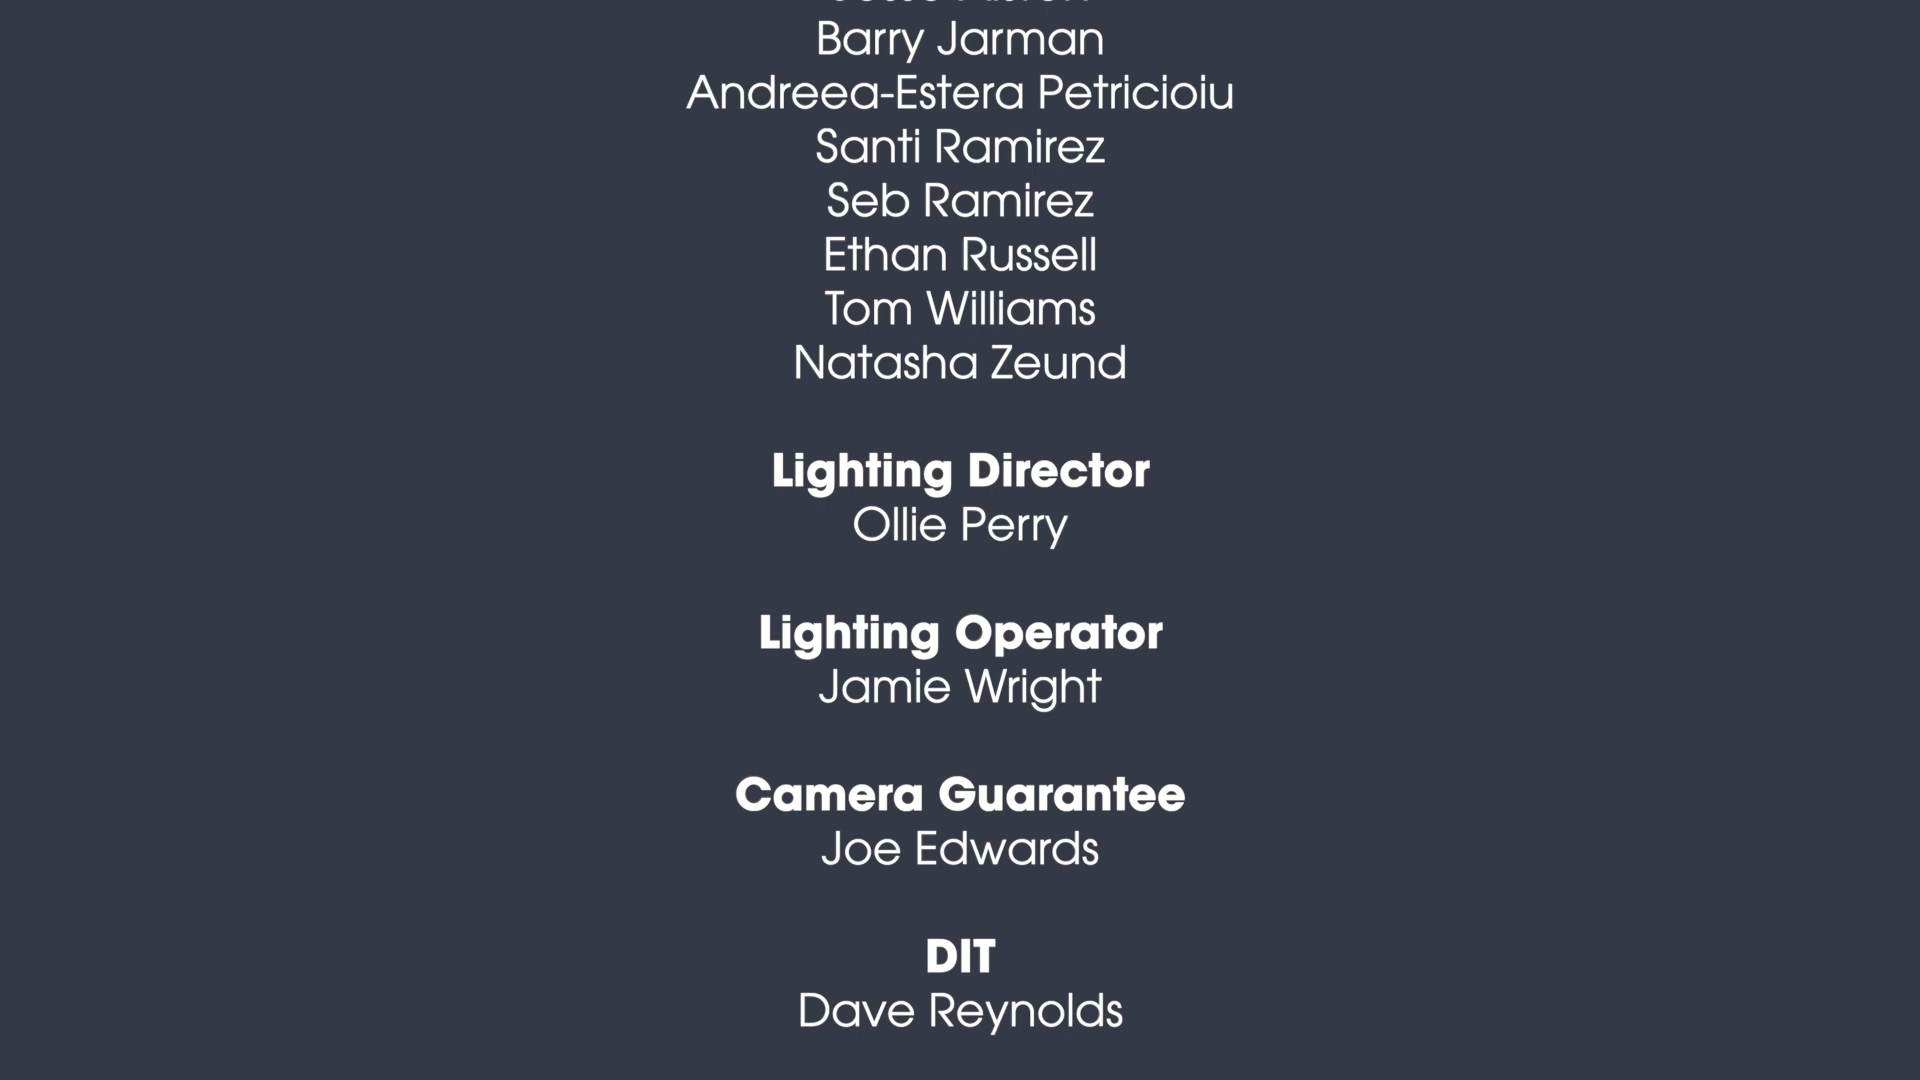 Barry Jarman
Andreea-Estera Petricioiu
Santi Ramirez
Seb Ramirez
Ethan Russell
Tom Williams
Natasha Zeund
Lighting Director
Ollie Perry
Lighting Operator
Jamie Wright
Camera Guarantee
Joe Edwards
DIT
Dave Reynolds